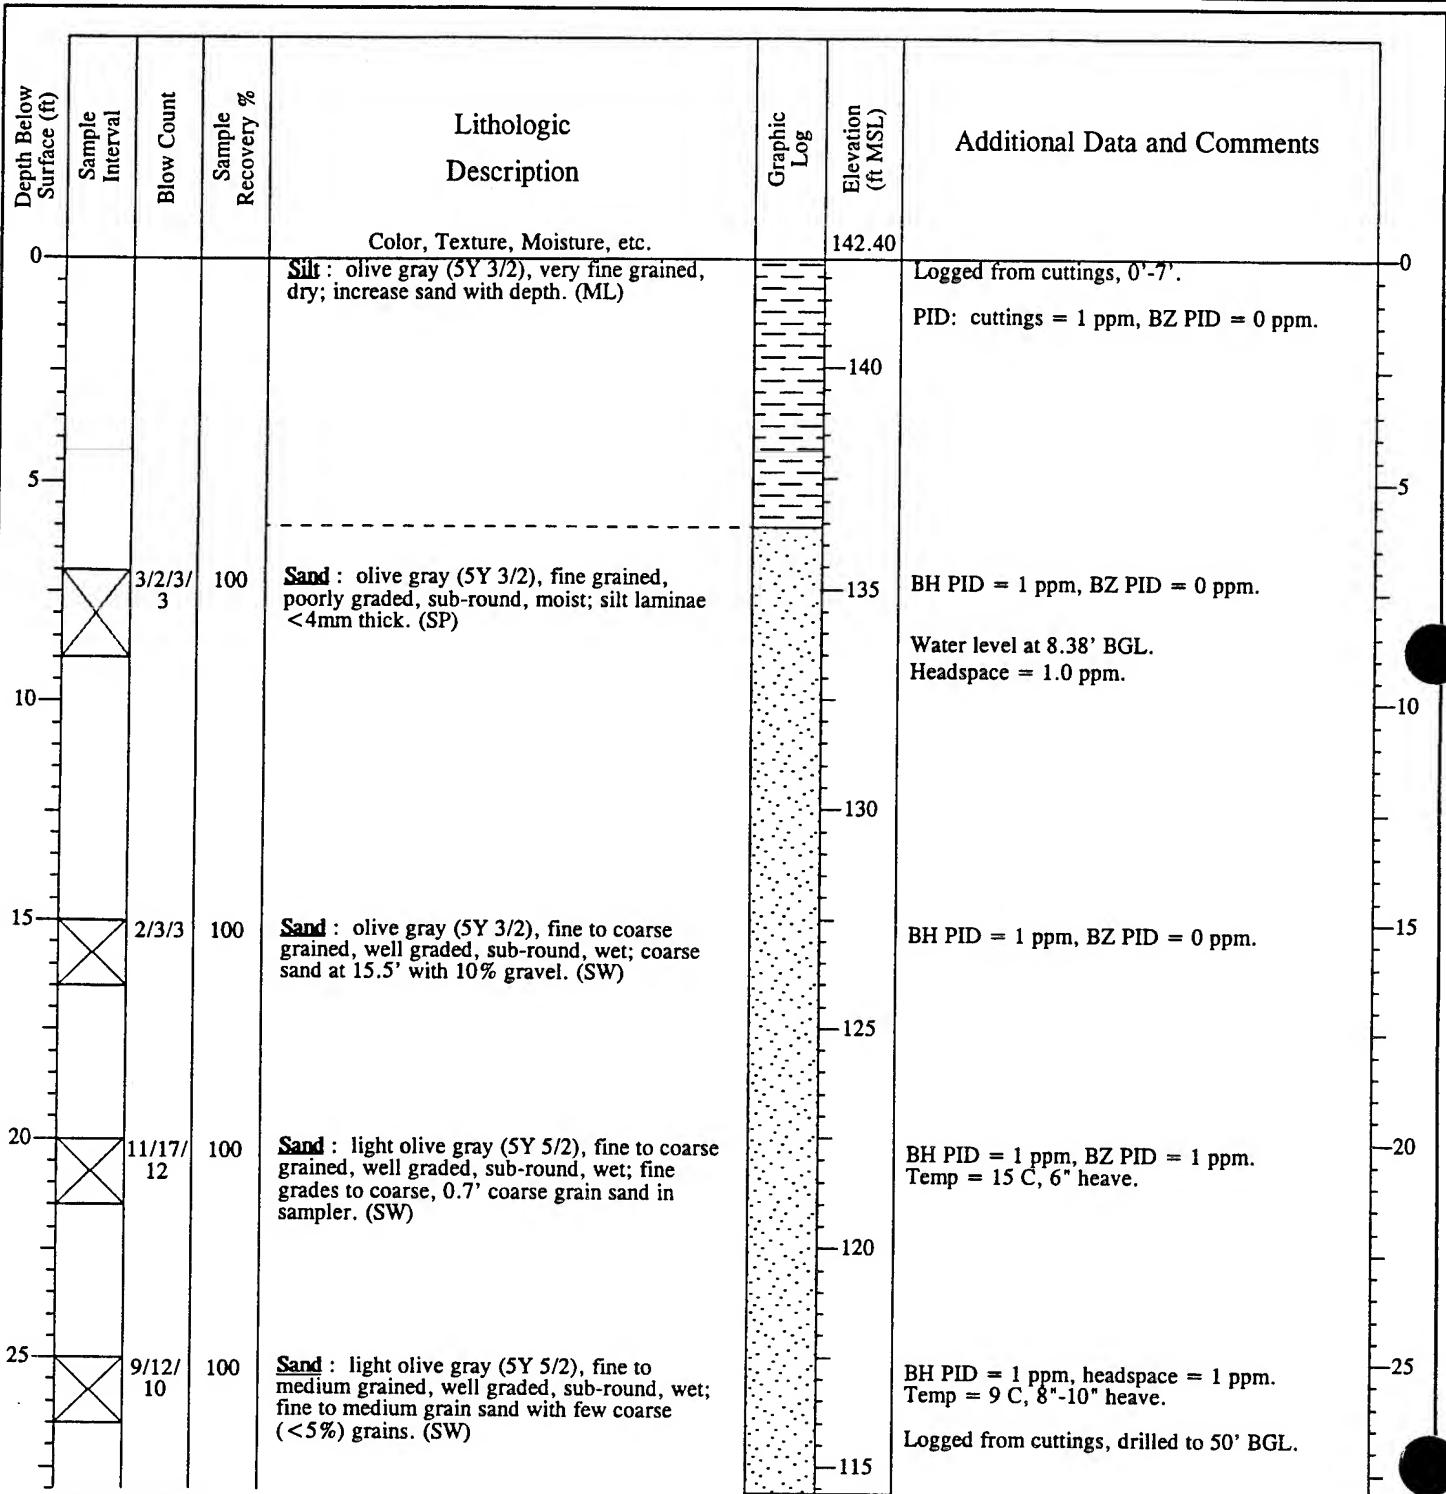 Depth Below
Surface (ft)
Sample
Interval
Blow Count
Sample
Recovery %
Lithologic
Description
Color, Texture, Moisture, etc.
Graphic
Log
Elevation
(ft MSL)
142.40
Additional Data and Comments
0
Silt : olive gray (5Y 3/2), very fine grained,
dry; increase sand with depth. (ML)
Logged from cuttings, 0'-7'.
0
PID: cuttings = 1 ppm, BZ PID = 0 ppm.
140
5
5
3/2/3/
3
100
Sand : olive gray (5Y 3/2), fine grained,
poorly graded, sub-round, moist; silt laminae
<4mm thick. (SP)
135
BH PID = 1 ppm, BZ PID = 0 ppm.
Water level at 8.38' BGL.
Headspace = 1.0 ppm.
10
10
130
15
2/3/3
100
Sand : olive gray (5Y 3/2), fine to coarse
grained, well graded, sub-round, wet; coarse
sand at 15.5' with 10% gravel. (SW)
BH PID = 1 ppm, BZ PID = 0 ppm.
15
125
20
11/17/
12
100
Sand : light olive gray (5Y 5/2), fine to coarse
grained, well graded, sub-round, wet; fine
grades to coarse, 0.7' coarse grain sand in
sampler. (SW)
BH PID = 1 ppm, BZ PID = 1 ppm.
Temp = 15 C, 6" heave.
20
120
25
9/12/
10
100
Sand : light olive gray (5Y 5/2), fine to
medium grained, well graded, sub-round, wet;
fine to medium grain sand with few coarse
(<5%) grains. (SW)
BH PID = 1 ppm, headspace = 1 ppm.
Temp = 9 C, 8"-10" heave.
25
Logged from cuttings, drilled to 50' BGL.
115